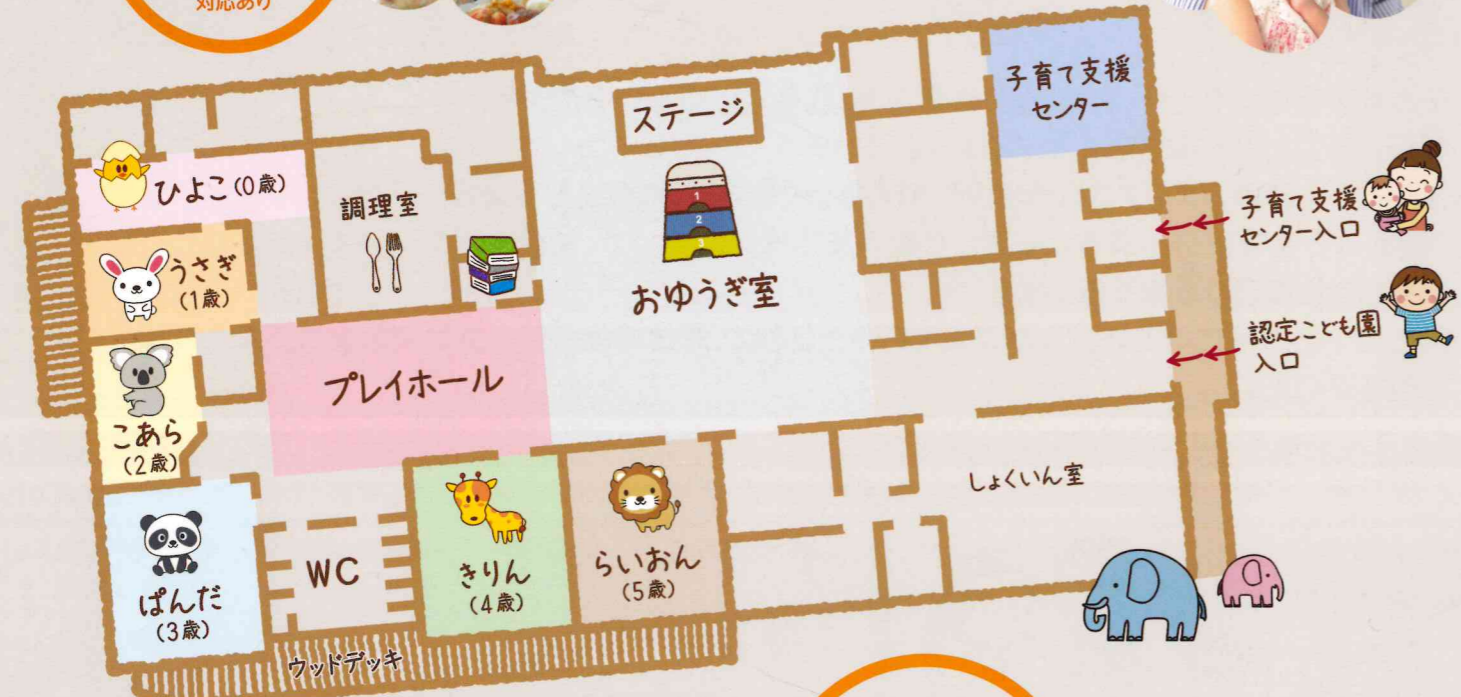 対応あり
子育て支援
センター
ステージ
1
2
3
ひよこ(0歳)
調理室
うさぎ
(1歳)
おゆうぎ室
子育て支援
センター入口
認定こども園
入口
プレイホール
こあら
(2歳)
しょくいん室
ぱんだ
(3歳)
WC
きりん
(4歳)
らいおん
(5歳)
ウッドデッキ